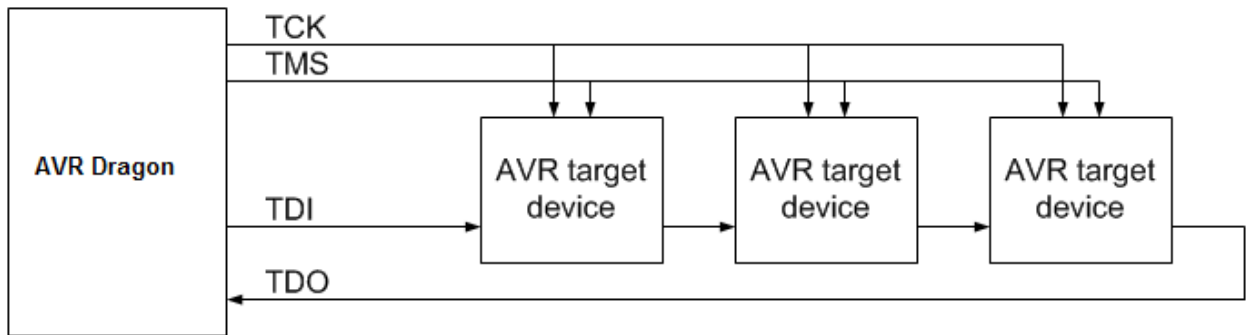 TCK
TMS
AVR Dragon
AVR target
device
AVR target
device
AVR target
device
TDI
TDO